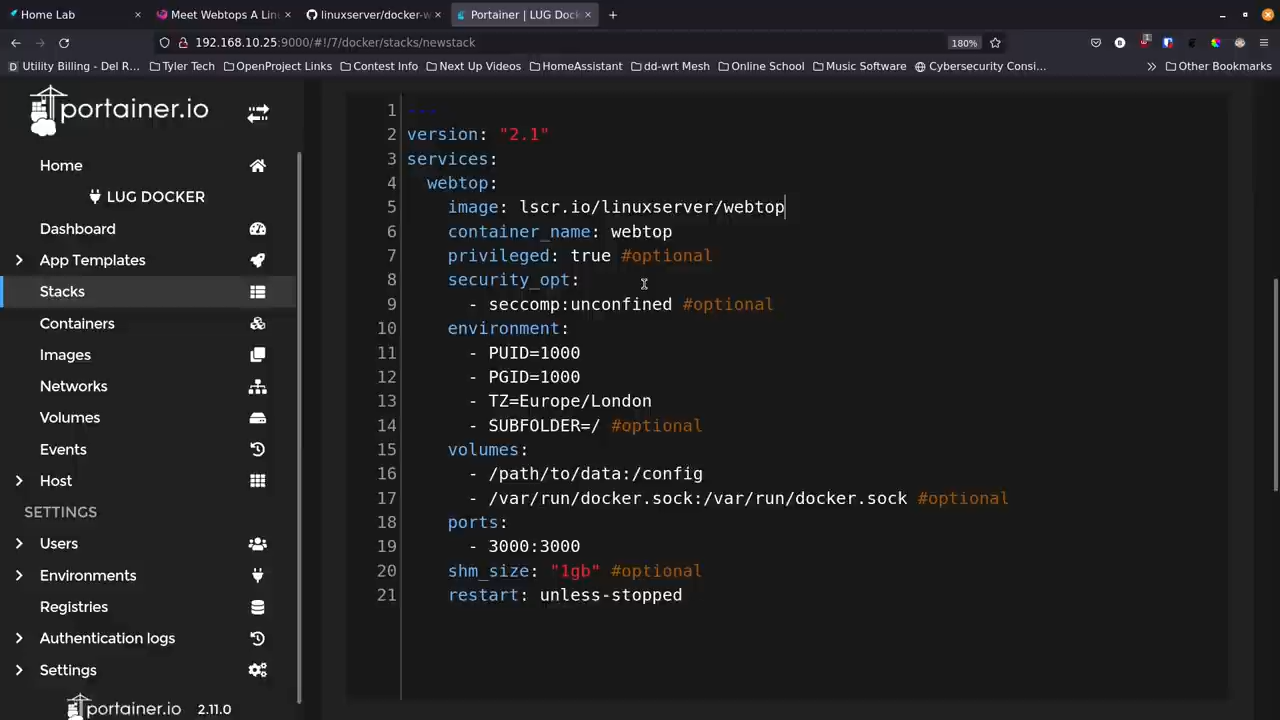 Home Lab
Meet Webtops A Lin
linuxserver/docker-w
Portainer | LUG Dock
192.168.10.25:9000/#!/7/docker/stacks/newstack
180%
Utility Billing - Del R...
Tyler Tech
OpenProject Links
Contest Info
Next Up Videos
HomeAssistant
dd-wrt Mesh
Online School
Music Software
Cybersecurity Consi...
Other Bookmarks
portainer.io
Home
LUG DOCKER
Dashboard
App Templates
Stacks
Containers
Images
Networks
Volumes
Events
Host
SETTINGS
Users
Environments
Registries
Authentication logs
Settings
portainer.io 2.11.0
1 ---
2 version: "2.1"
3 services:
4 webtop:
5 image: lscr.io/linuxserver/webtop
6 container_name: webtop
7 privileged: true #optional
8 security_opt:
9 - seccomp:unconfined #optional
10 environment:
11 - PUID=1000
12 - PGID=1000
13 - TZ=Europe/London
14 - SUBFOLDER=/ #optional
15 volumes:
16 - /path/to/data:/config
17 - /var/run/docker.sock:/var/run/docker.sock #optional
18 ports:
19 - 3000:3000
20 shm_size: "1gb" #optional
21 restart: unless-stopped